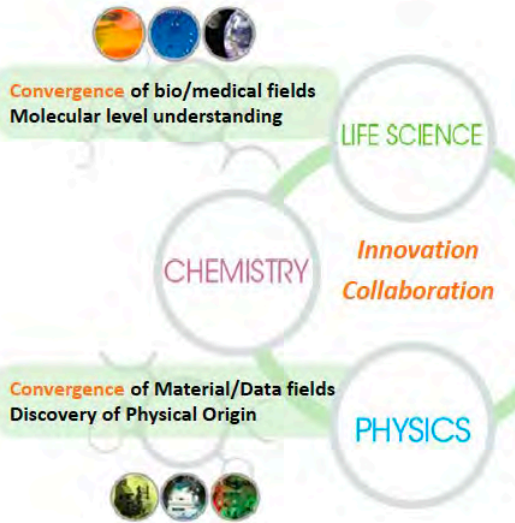 Convergence of bio/medical fields
Molecular level understanding
LIFE SCIENCE
CHEMISTRY
Innovation
Collaboration
Convergence of Material/Data fields
Discovery of Physical Origin
PHYSICS